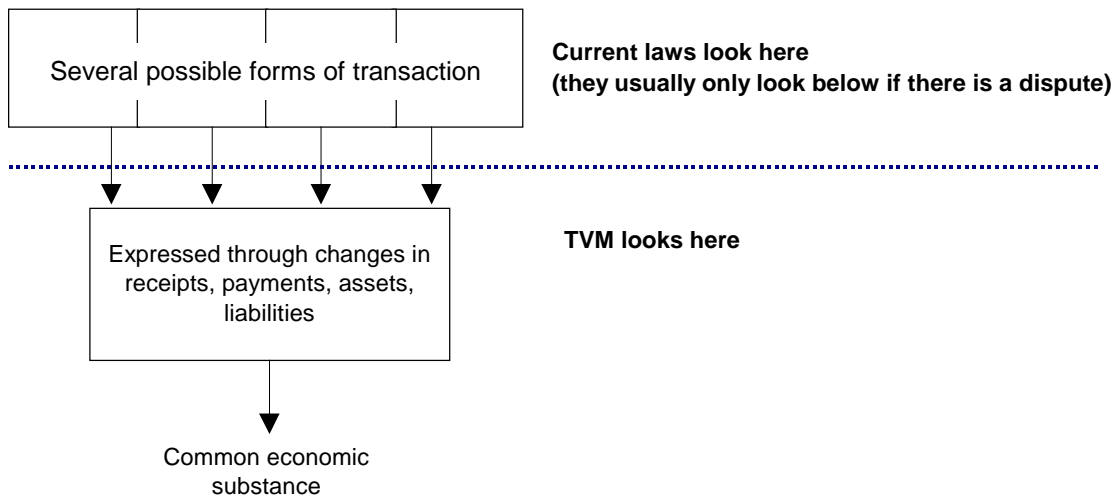 Several possible forms of transaction
Current laws look here
(they usually only look below if there is a dispute)
Expressed through changes in
receipts, payments, assets,
liabilities
TVM looks here
Common economic
substance